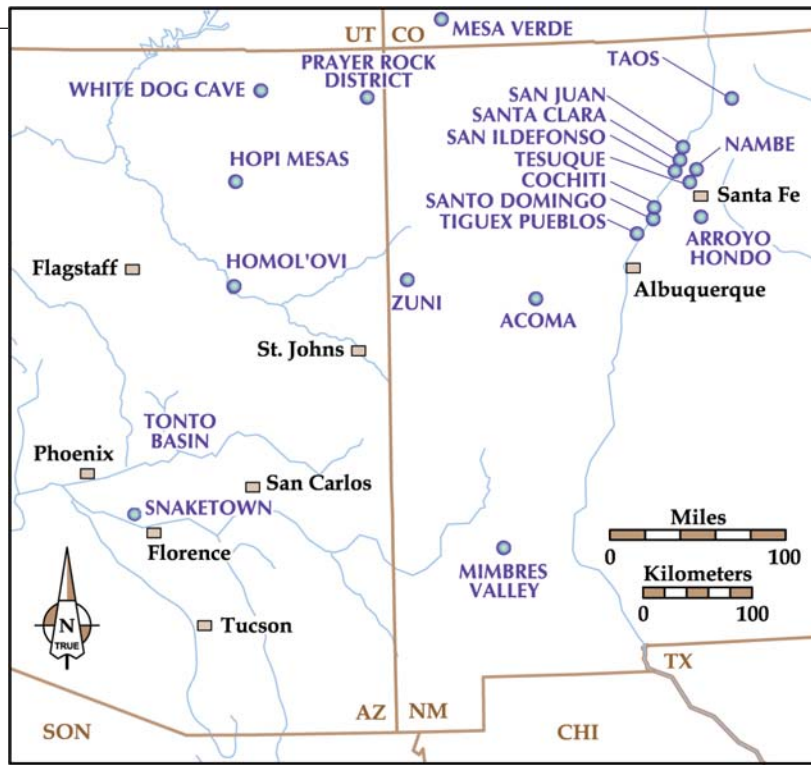 UT
CO
MESA VERDE
PRAYER ROCK
DISTRICT
TAOS
WHITE DOG CAVE
SAN JUAN
SANTA CLARA
SAN ILDEFONSO
NAMBE
TESUQUE
HOPI MESAS
COCHITI
Santa Fe
SANTO DOMINGO
TIGUEX PUEBLOS
ARROYO
HONDO
HOMOL'OVI
Flagstaff
ZUNI
Albuquerque
ACOMA
St. Johns
TONTO
BASIN
Phoenix
San Carlos
SNAKETOWN
Florence
Miles
0
100
MIMBRES
VALLEY
Kilometers
0
100
N
TRUE
Tucson
TX
AZ
NM
SON
CHI